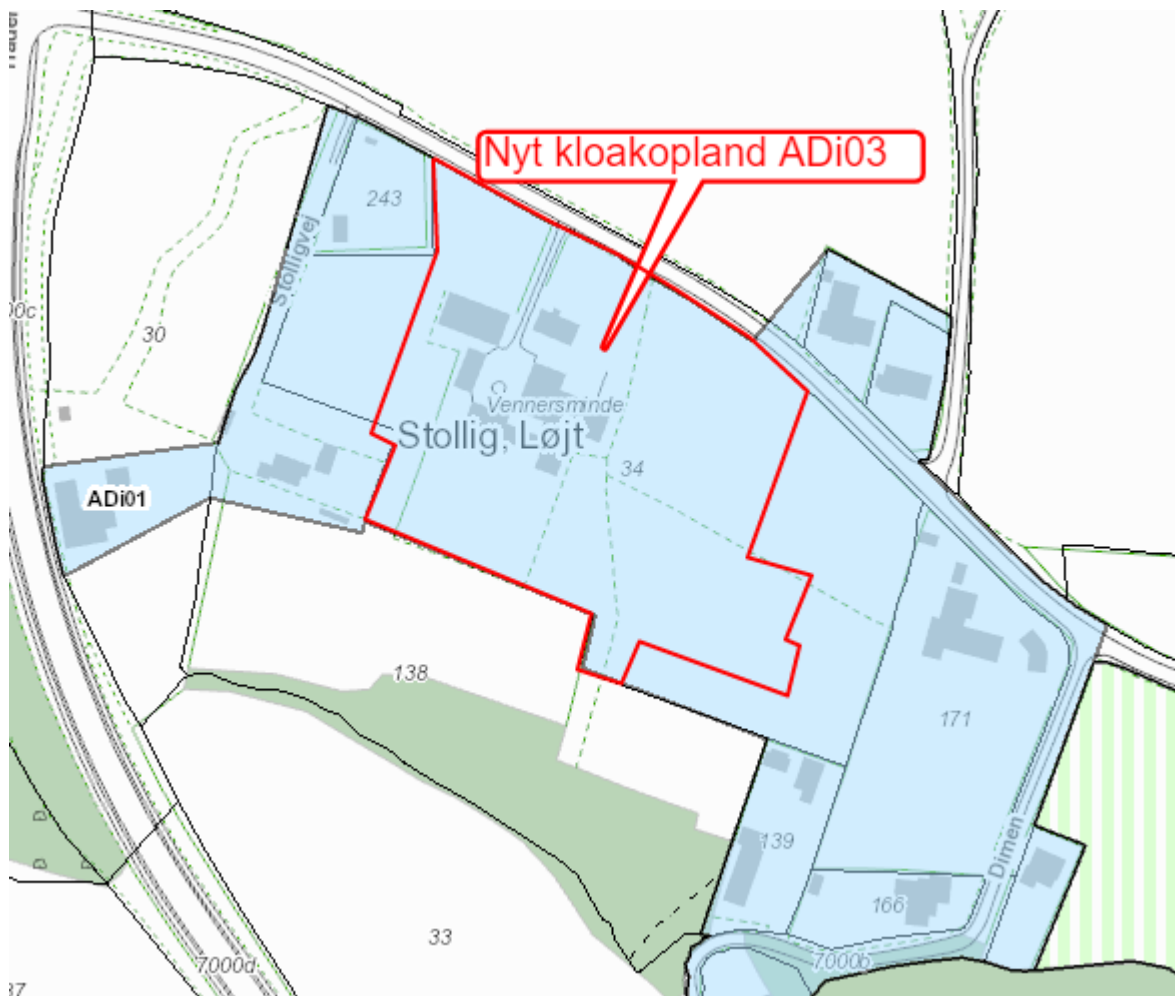 Nyt kloakopland ADi03
243
Stolligvej
00c
30
Vennersminde
Stollig, Løjt
34
ADi01
138
171
139
Dimen
166
33
7000d
7000b
37